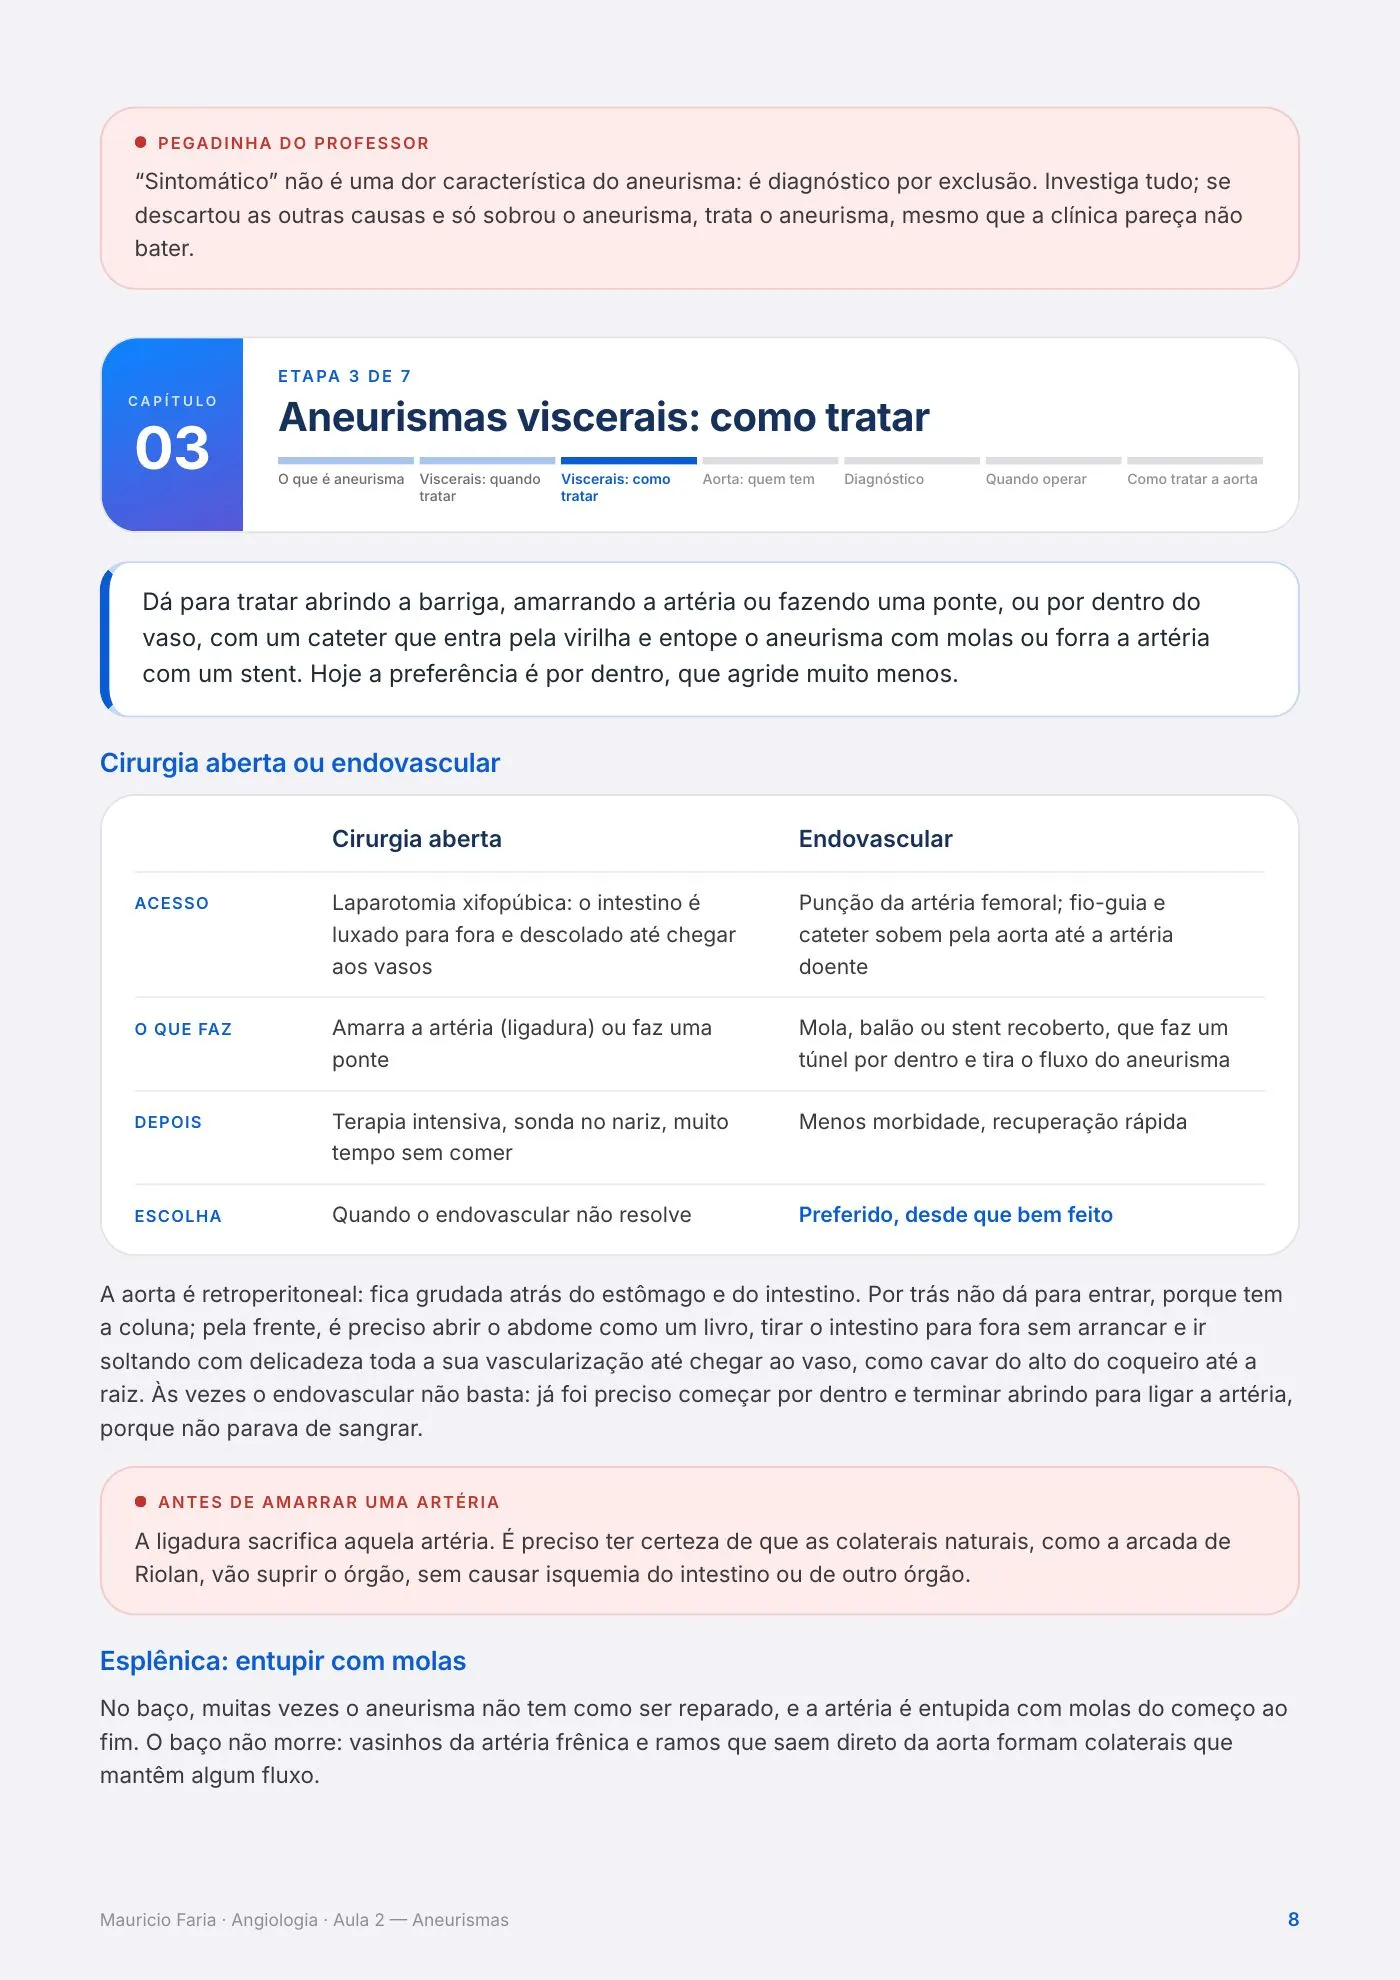 PEGADINHA DO PROFESSOR
“Sintomático” não é uma dor característica do aneurisma: é diagnóstico por exclusão. Investiga tudo; se
descartou as outras causas e só sobrou o aneurisma, trata o aneurisma, mesmo que a clínica pareça não
bater.
CAPÍTULO
03
ETAPA 3 DE 7
Aneurismas viscerais: como tratar
O que é aneurisma
Viscerais: quando
tratar
Viscerais: como
tratar
Aorta: quem tem
Diagnóstico
Quando operar
Como tratar a aorta
Dá para tratar abrindo a barriga, amarrando a artéria ou fazendo uma ponte, ou por dentro do
vaso, com um cateter que entra pela virilha e entope o aneurisma com molas ou forra a artéria
com um stent. Hoje a preferência é por dentro, que agride muito menos.
Cirurgia aberta ou endovascular
Cirurgia aberta
Endovascular
ACESSO
Laparotomia xifopúbica: o intestino é
luxado para fora e descolado até chegar
aos vasos
Punção da artéria femoral; fio-guia e
cateter sobem pela aorta até a artéria
doente
O QUE FAZ
Amarra a artéria (ligadura) ou faz uma
ponte
Mola, balão ou stent recoberto, que faz um
túnel por dentro e tira o fluxo do aneurisma
DEPOIS
Terapia intensiva, sonda no nariz, muito
tempo sem comer
Menos morbidade, recuperação rápida
ESCOLHA
Quando o endovascular não resolve
Preferido, desde que bem feito
A aorta é retroperitoneal: fica grudada atrás do estômago e do intestino. Por trás não dá para entrar, porque tem
a coluna; pela frente, é preciso abrir o abdome como um livro, tirar o intestino para fora sem arrancar e ir
soltando com delicadeza toda a sua vascularização até chegar ao vaso, como cavar do alto do coqueiro até a
raiz. Às vezes o endovascular não basta: já foi preciso começar por dentro e terminar abrindo para ligar a artéria,
porque não parava de sangrar.
ANTES DE AMARRAR UMA ARTÉRIA
A ligadura sacrifica aquela artéria. É preciso ter certeza de que as colaterais naturais, como a arcada de
Riolan, vão suprir o órgão, sem causar isquemia do intestino ou de outro órgão.
Esplênica: entupir com molas
No baço, muitas vezes o aneurisma não tem como ser reparado, e a artéria é entupida com molas do começo ao
fim. O baço não morre: vasinhos da artéria frênica e ramos que saem direto da aorta formam colaterais que
mantêm algum fluxo.
Mauricio Faria · Angiologia · Aula 2 — Aneurismas
8